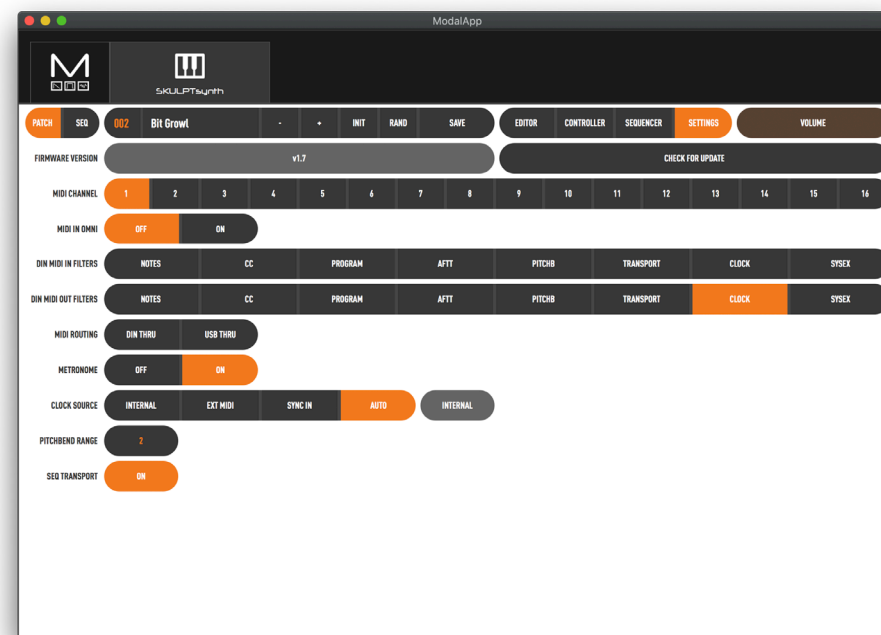 ModalApp
SKULPTsynth
PATCH SEQ 002 Bit Growl - + INIT RAND SAVE EDITOR CONTROLLER SEQUENCER SETTINGS VOLUME
FIRMWARE VERSION v1.7 CHECK FOR UPDATE
MIDI CHANNEL 1 2 3 4 5 6 7 8 9 10 11 12 13 14 15 16
MIDI IN OMNI OFF ON
DIN MIDI IN FILTERS NOTES CC PROGRAM AFTT PITCHB TRANSPORT CLOCK SYSEX
DIN MIDI OUT FILTERS NOTES CC PROGRAM AFTT PITCHB TRANSPORT CLOCK SYSEX
MIDI ROUTING DIN THRU USB THRU
METRONOME OFF ON
CLOCK SOURCE INTERNAL EXT MIDI SYNC IN AUTO INTERNAL
PITCHBEND RANGE 2
SEQ TRANSPORT ON